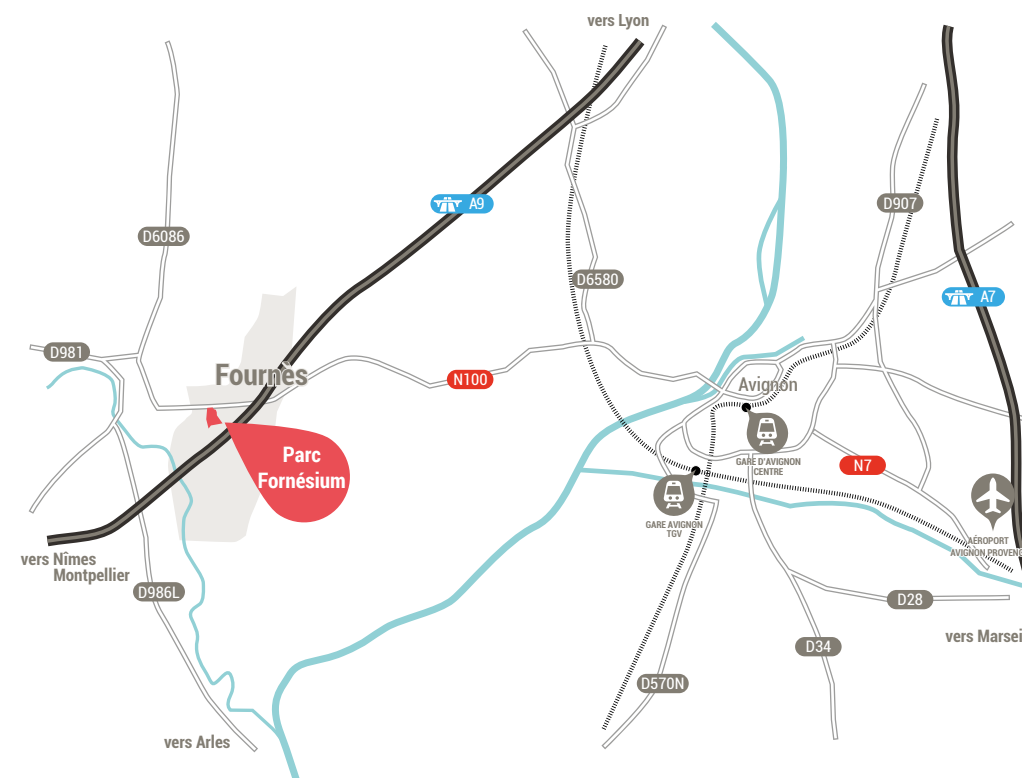 vers Lyon
A9
D907
D6086
D6580
A7
D981
Fournès
N100
Avignon
Parc
Fornésium
GARE D'AVIGNON
CENTRE
N7
GARE AVIGNON
TGV
AÉROPORT
AVIGNON PROVENC
vers Nîmes
Montpellier
D986L
D28
vers Marsei
D34
D570N
vers Arles